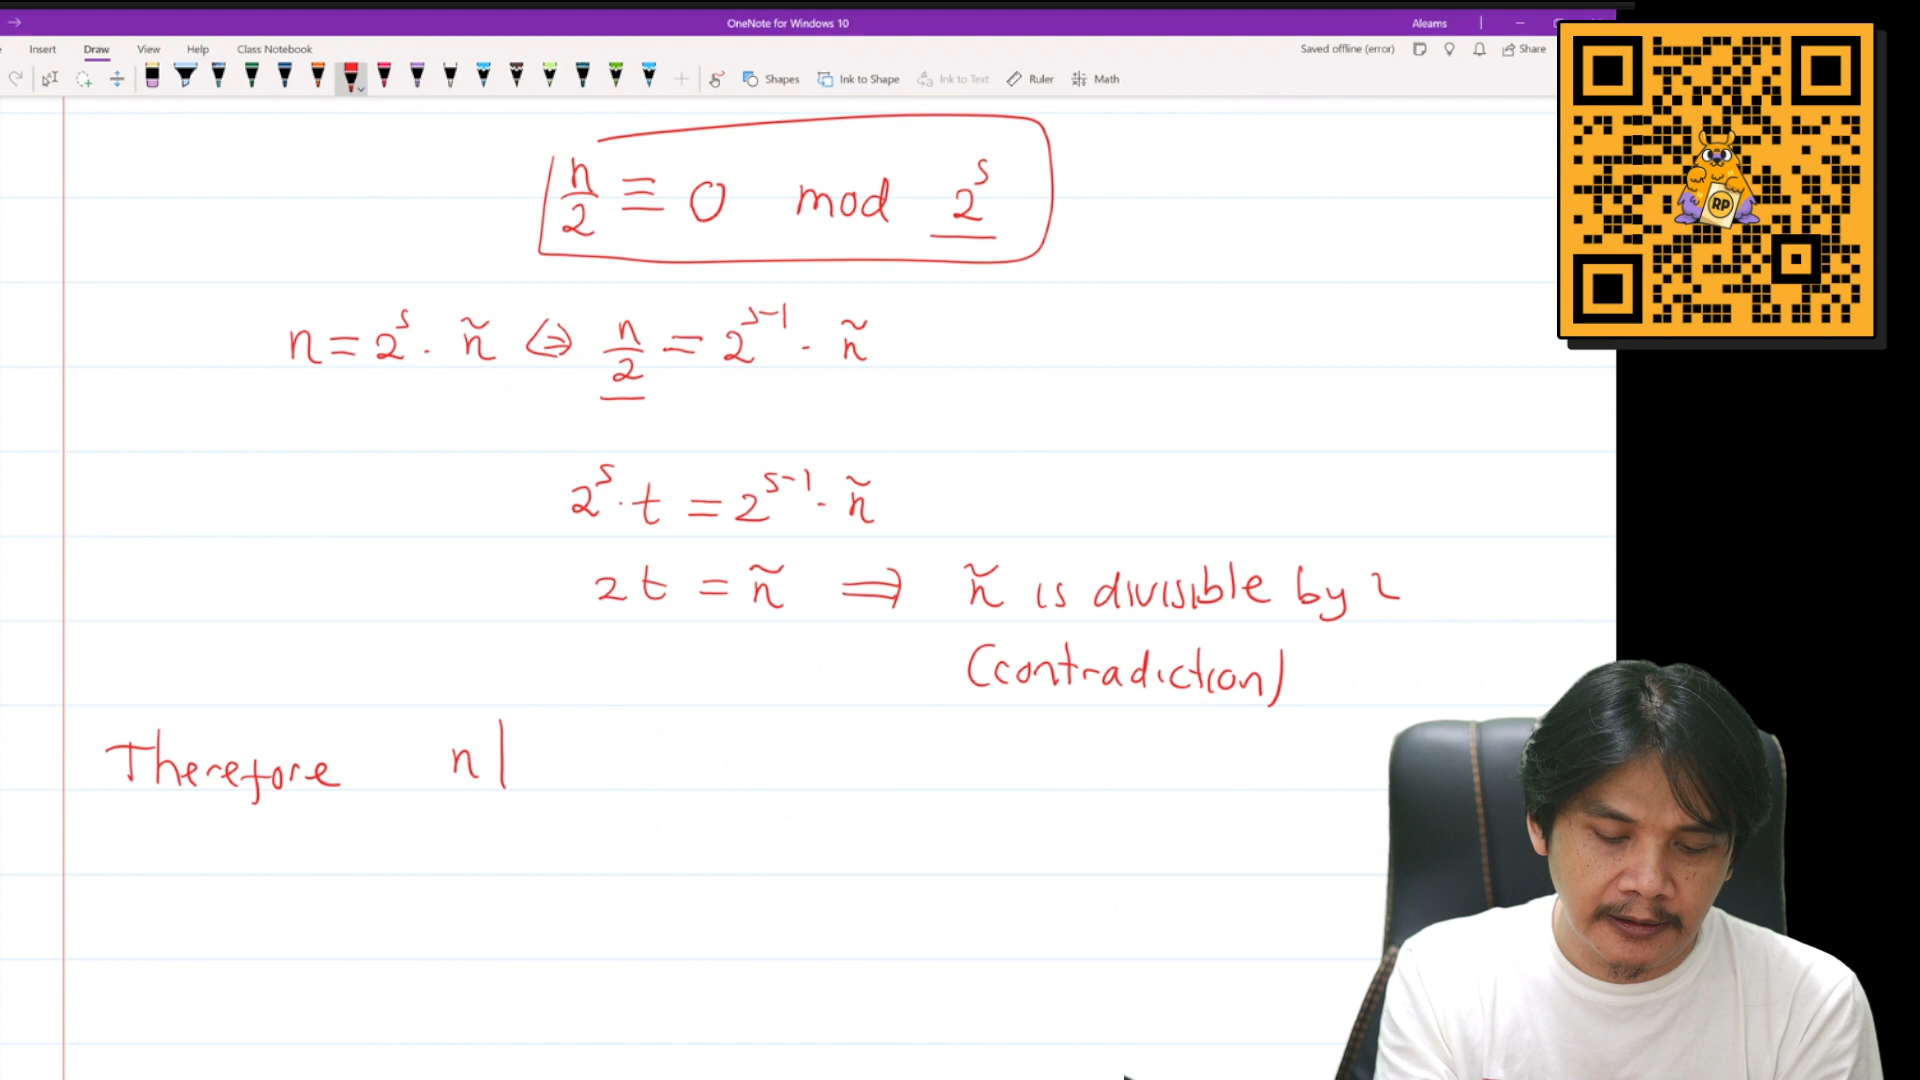 OneNote for Windows 10
Aleams
Insert Draw View Help Class Notebook
Saved offline (error) Share
Shapes Ink to Shape Ink to Text Ruler Math
n/2 ≡ 0 mod 2^s
n = 2^s · ñ ⇔ n/2 = 2^(s-1) · ñ
2^s · t = 2^(s-1) · ñ
2t = ñ ⟹ ñ is divisible by 2
(contradiction)
Therefore n |
RP